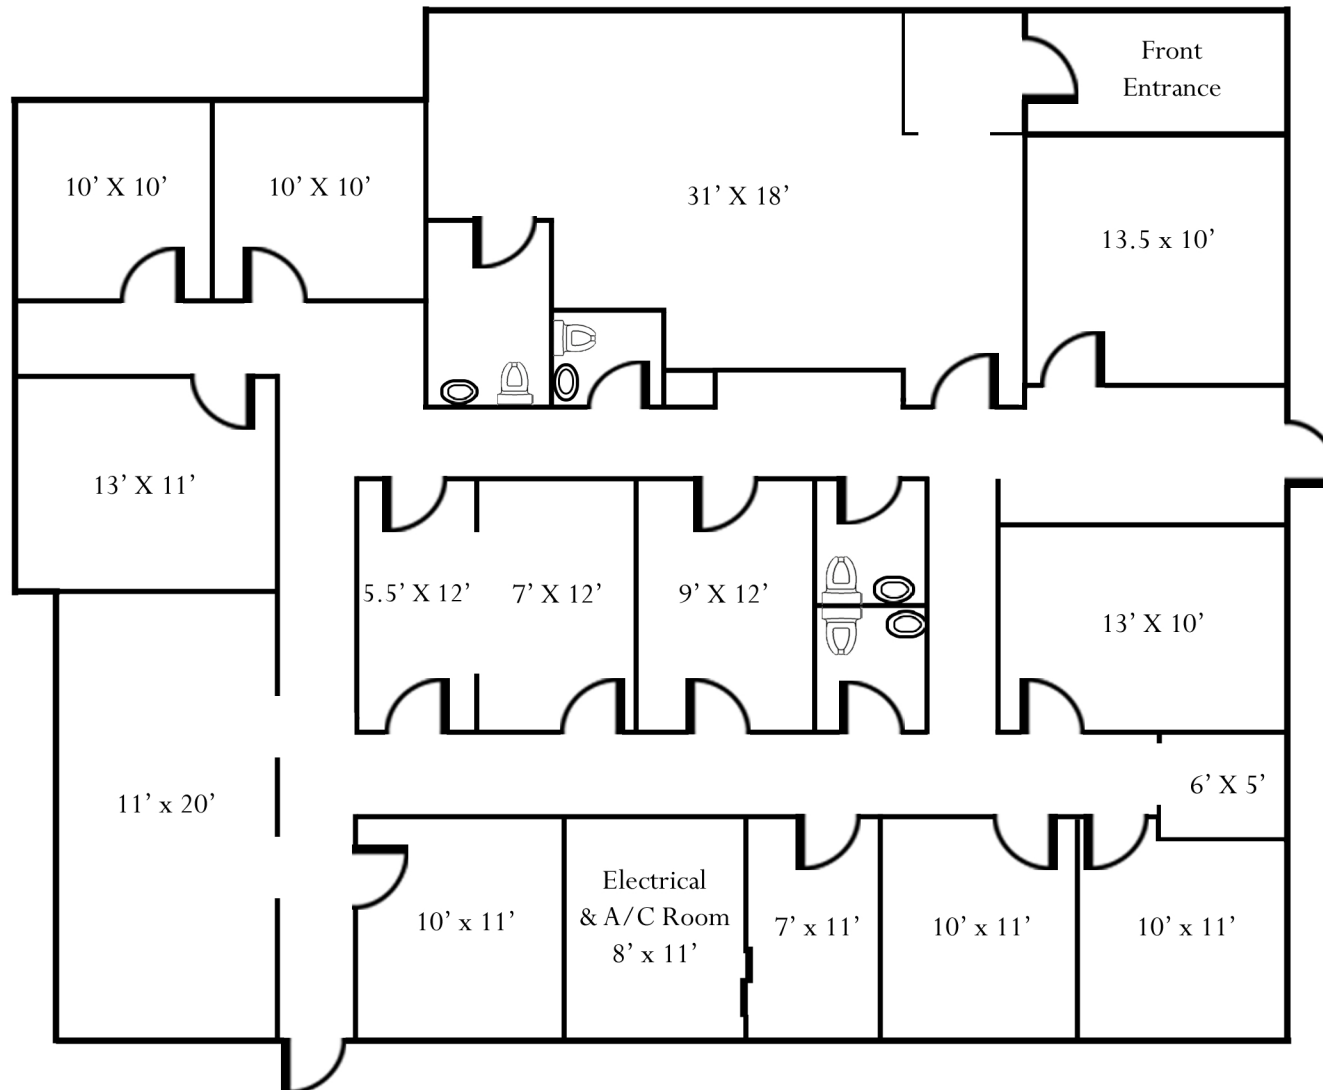 Front
Entrance
10’ X 10’
10’ X 10’
31’ X 18’
13.5 x 10’
13’ X 11’
5.5’ X 12’
7’ X 12’
9’ X 12’
13’ X 10’
6’ X 5’
11’ x 20’
Electrical
& A/C Room
8’ x 11’
10’ x 11’
7’ x 11’
10’ x 11’
10’ x 11’